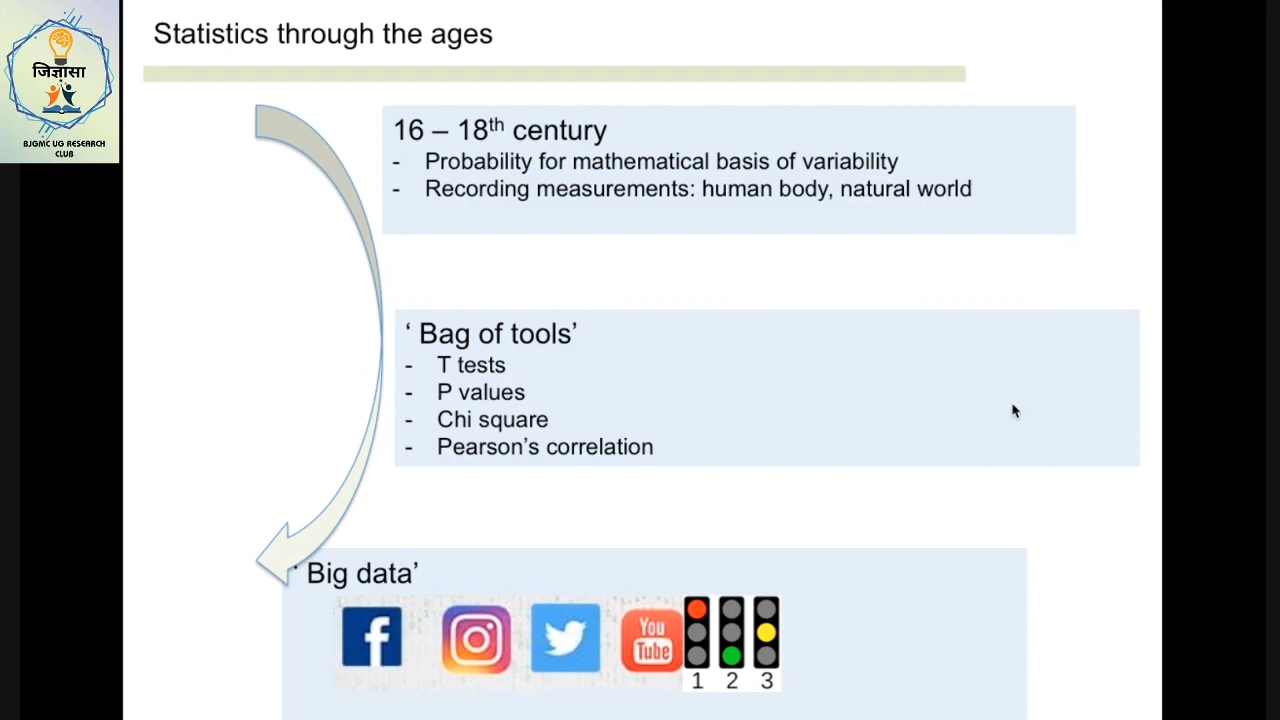 जिज्ञासा
BJGMC UG RESEARCH
CLUB
Statistics through the ages
16 – 18th century
- Probability for mathematical basis of variability
- Recording measurements: human body, natural world
‘ Bag of tools’
- T tests
- P values
- Chi square
- Pearson’s correlation
‘ Big data’
f
You
Tube
1 2 3